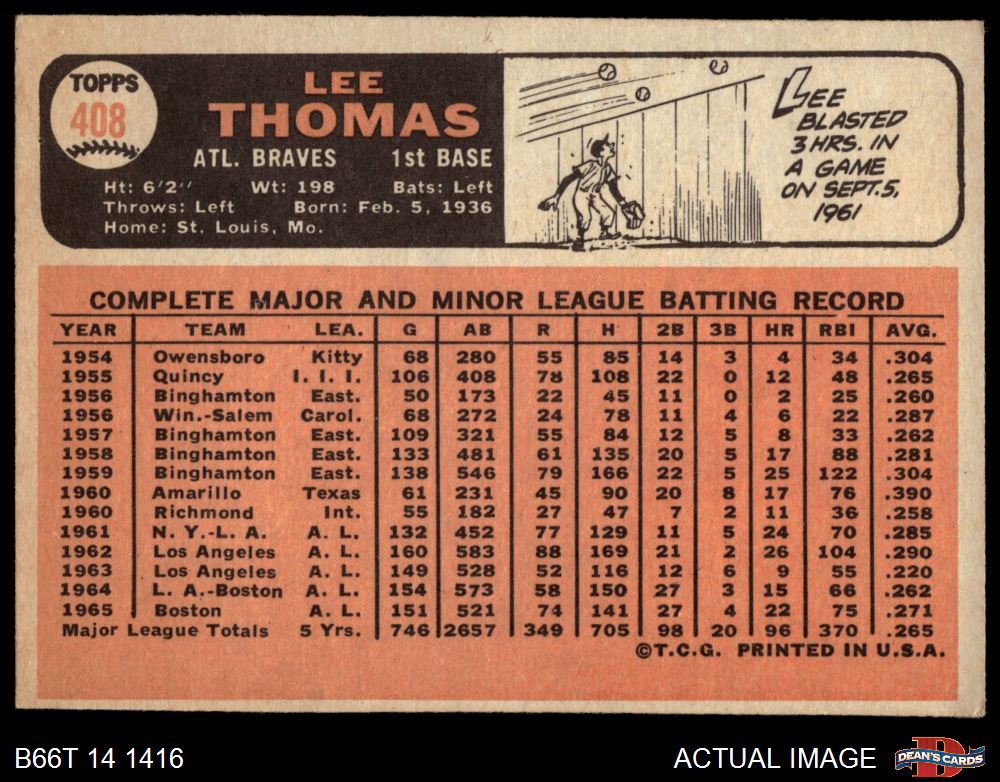 TOPPS
408
LEE
THOMAS
ATL. BRAVES 1st BASE
Ht: 6'2" Wt: 198 Bats: Left
Throws: Left Born: Feb. 5, 1936
Home: St. Louis, Mo.
LEE
BLASTED
3 HRS. IN
A GAME
ON SEPT. 5,
1961
COMPLETE MAJOR AND MINOR LEAGUE BATTING RECORD
YEAR TEAM LEA. G AB R H 2B 3B HR RBI AVG.
1954 Owensboro Kitty 68 280 55 85 14 3 4 34 .304
1955 Quincy I. I. I. 106 408 78 108 22 0 12 48 .265
1956 Binghamton East. 50 173 22 45 11 0 2 25 .260
1956 Win.-Salem Carol. 68 272 24 78 11 4 6 22 .287
1957 Binghamton East. 109 321 55 84 12 5 8 33 .262
1958 Binghamton East. 133 481 61 135 20 5 17 88 .281
1959 Binghamton East. 138 546 79 166 22 5 25 122 .304
1960 Amarillo Texas 61 231 45 90 20 8 17 76 .390
1960 Richmond Int. 55 182 27 47 7 2 11 36 .258
1961 N. Y.-L. A. A. L. 132 452 77 129 11 5 24 70 .285
1962 Los Angeles A. L. 160 583 88 169 21 2 26 104 .290
1963 Los Angeles A. L. 149 528 52 116 12 6 9 55 .220
1964 L. A.-Boston A. L. 154 573 58 150 27 3 15 66 .262
1965 Boston A. L. 151 521 74 141 27 4 22 75 .271
Major League Totals 5 Yrs. 746 2657 349 705 98 20 96 370 .265
©T.C.G. PRINTED IN U.S.A.
B66T 14 1416 ACTUAL IMAGE
D
DEAN'S CARDS